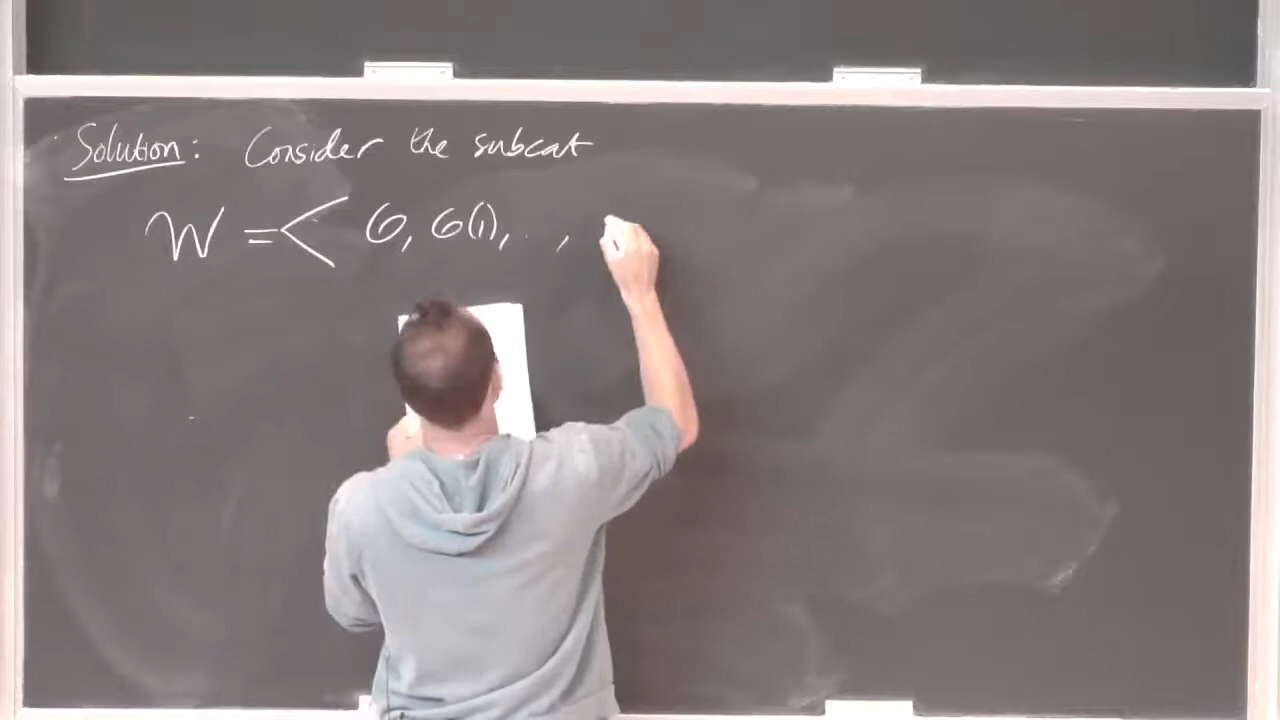 Solution: Consider the subcat
W = < O, O(1), .. ,